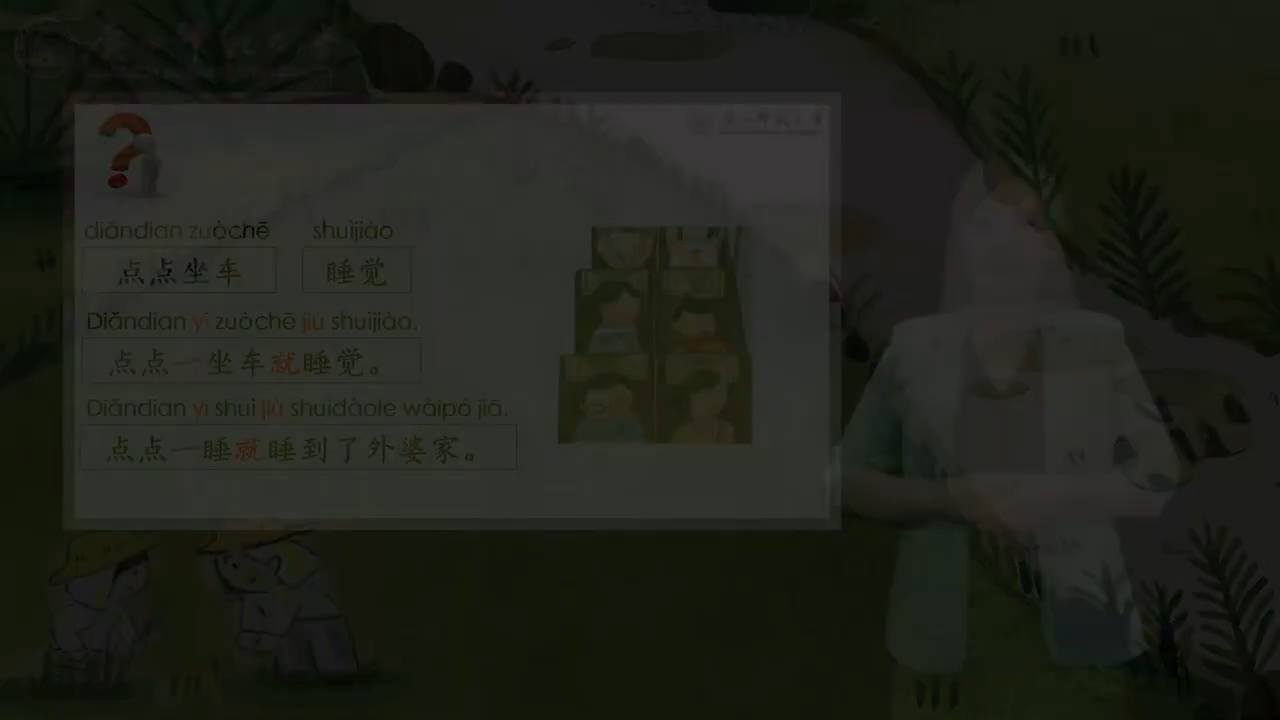 diǎndian zuòchē shuìjiào
点点坐车 睡觉
Diǎndian yí zuòchē jiù shuìjiào.
点点一坐车就睡觉。
Diǎndian yí shuì jiù shuìdàole wàipó jiā.
点点一睡就睡到了外婆家。